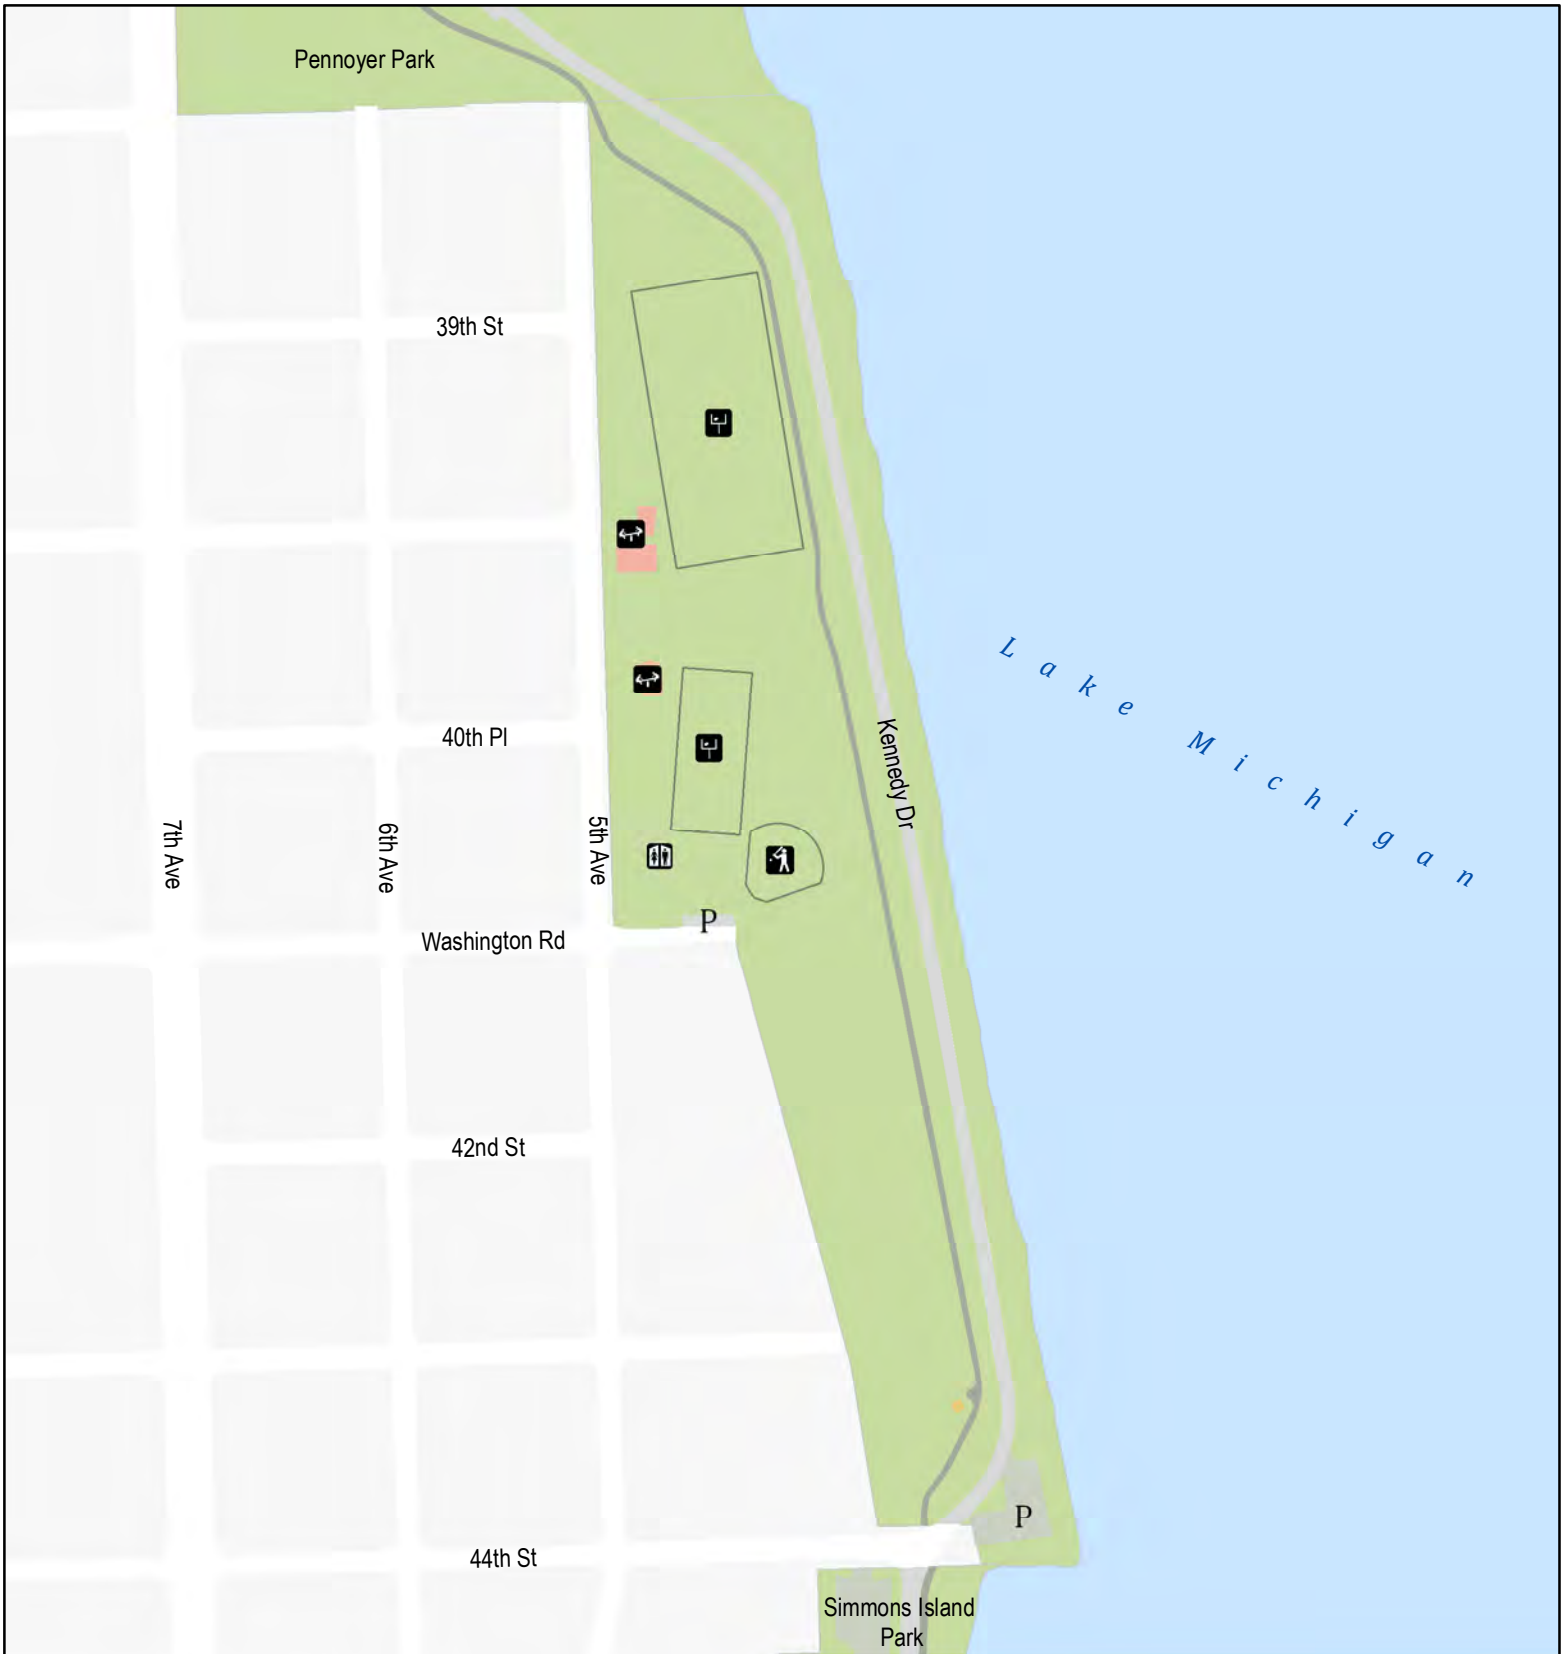 Pennoyer Park
39th St
Lake Michigan
40th Pl
Kennedy Dr
7th Ave
6th Ave
5th Ave
P
Washington Rd
42nd St
P
44th St
Simmons Island
Park